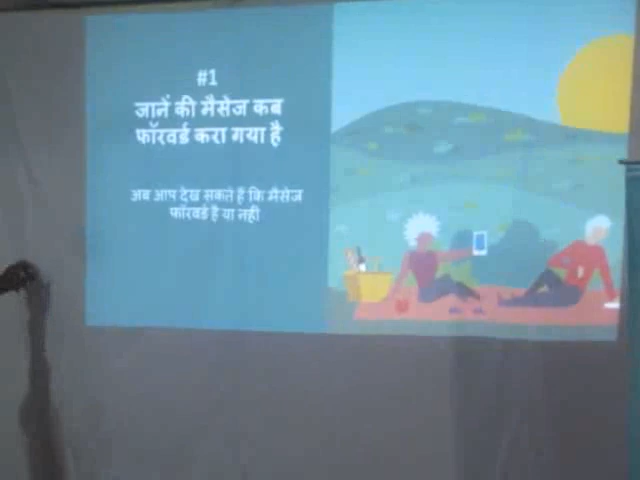 #1
जानें की मैसेज कब
फॉरवर्ड करा गया है
अब आप देख सकते हैं कि मैसेज
फॉरवर्ड है या नही